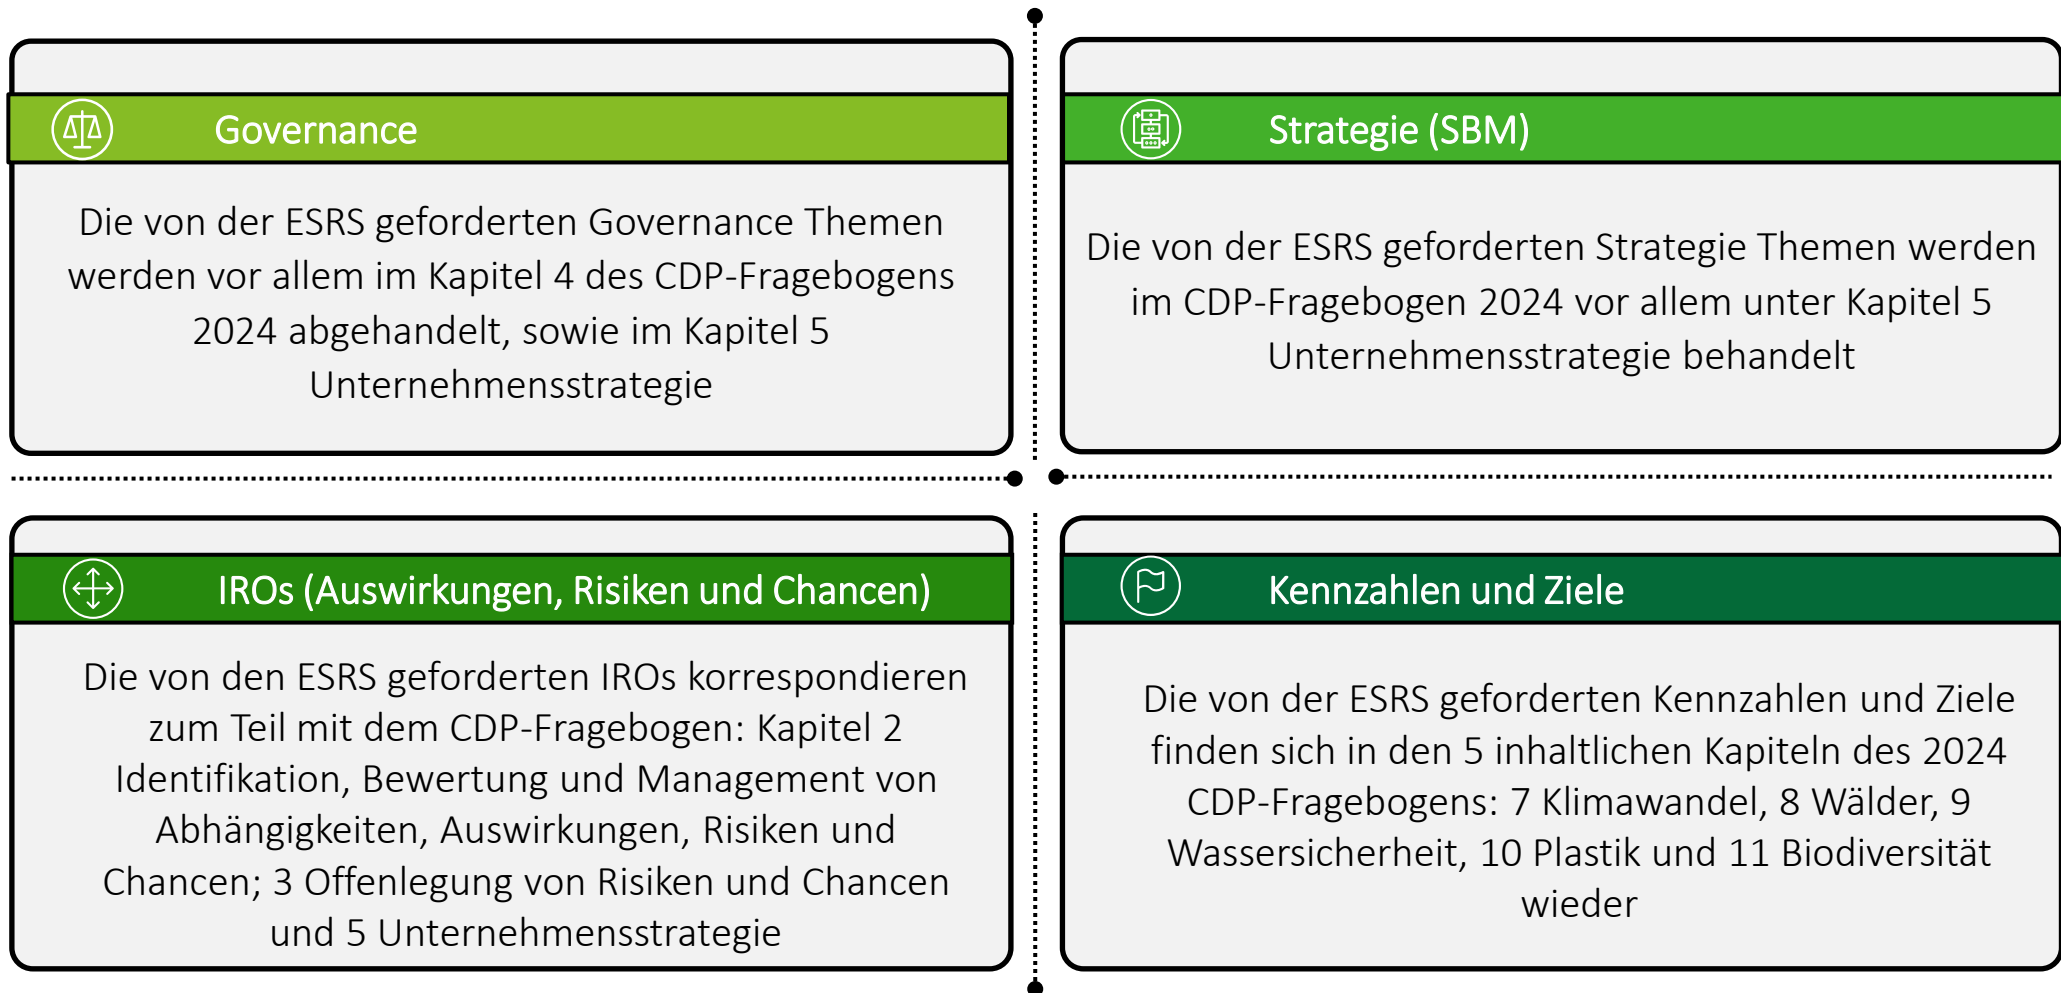 Governance
Die von der ESRS geforderten Governance Themen
werden vor allem im Kapitel 4 des CDP-Fragebogens
2024 abgehandelt, sowie im Kapitel 5
Unternehmensstrategie
Strategie (SBM)
Die von der ESRS geforderten Strategie Themen werden
im CDP-Fragebogen 2024 vor allem unter Kapitel 5
Unternehmensstrategie behandelt
IROs (Auswirkungen, Risiken und Chancen)
Die von den ESRS geforderten IROs korrespondieren
zum Teil mit dem CDP-Fragebogen: Kapitel 2
Identifikation, Bewertung und Management von
Abhängigkeiten, Auswirkungen, Risiken und
Chancen; 3 Offenlegung von Risiken und Chancen
und 5 Unternehmensstrategie
Kennzahlen und Ziele
Die von der ESRS geforderten Kennzahlen und Ziele
finden sich in den 5 inhaltlichen Kapiteln des 2024
CDP-Fragebogens: 7 Klimawandel, 8 Wälder, 9
Wassersicherheit, 10 Plastik und 11 Biodiversität
wieder